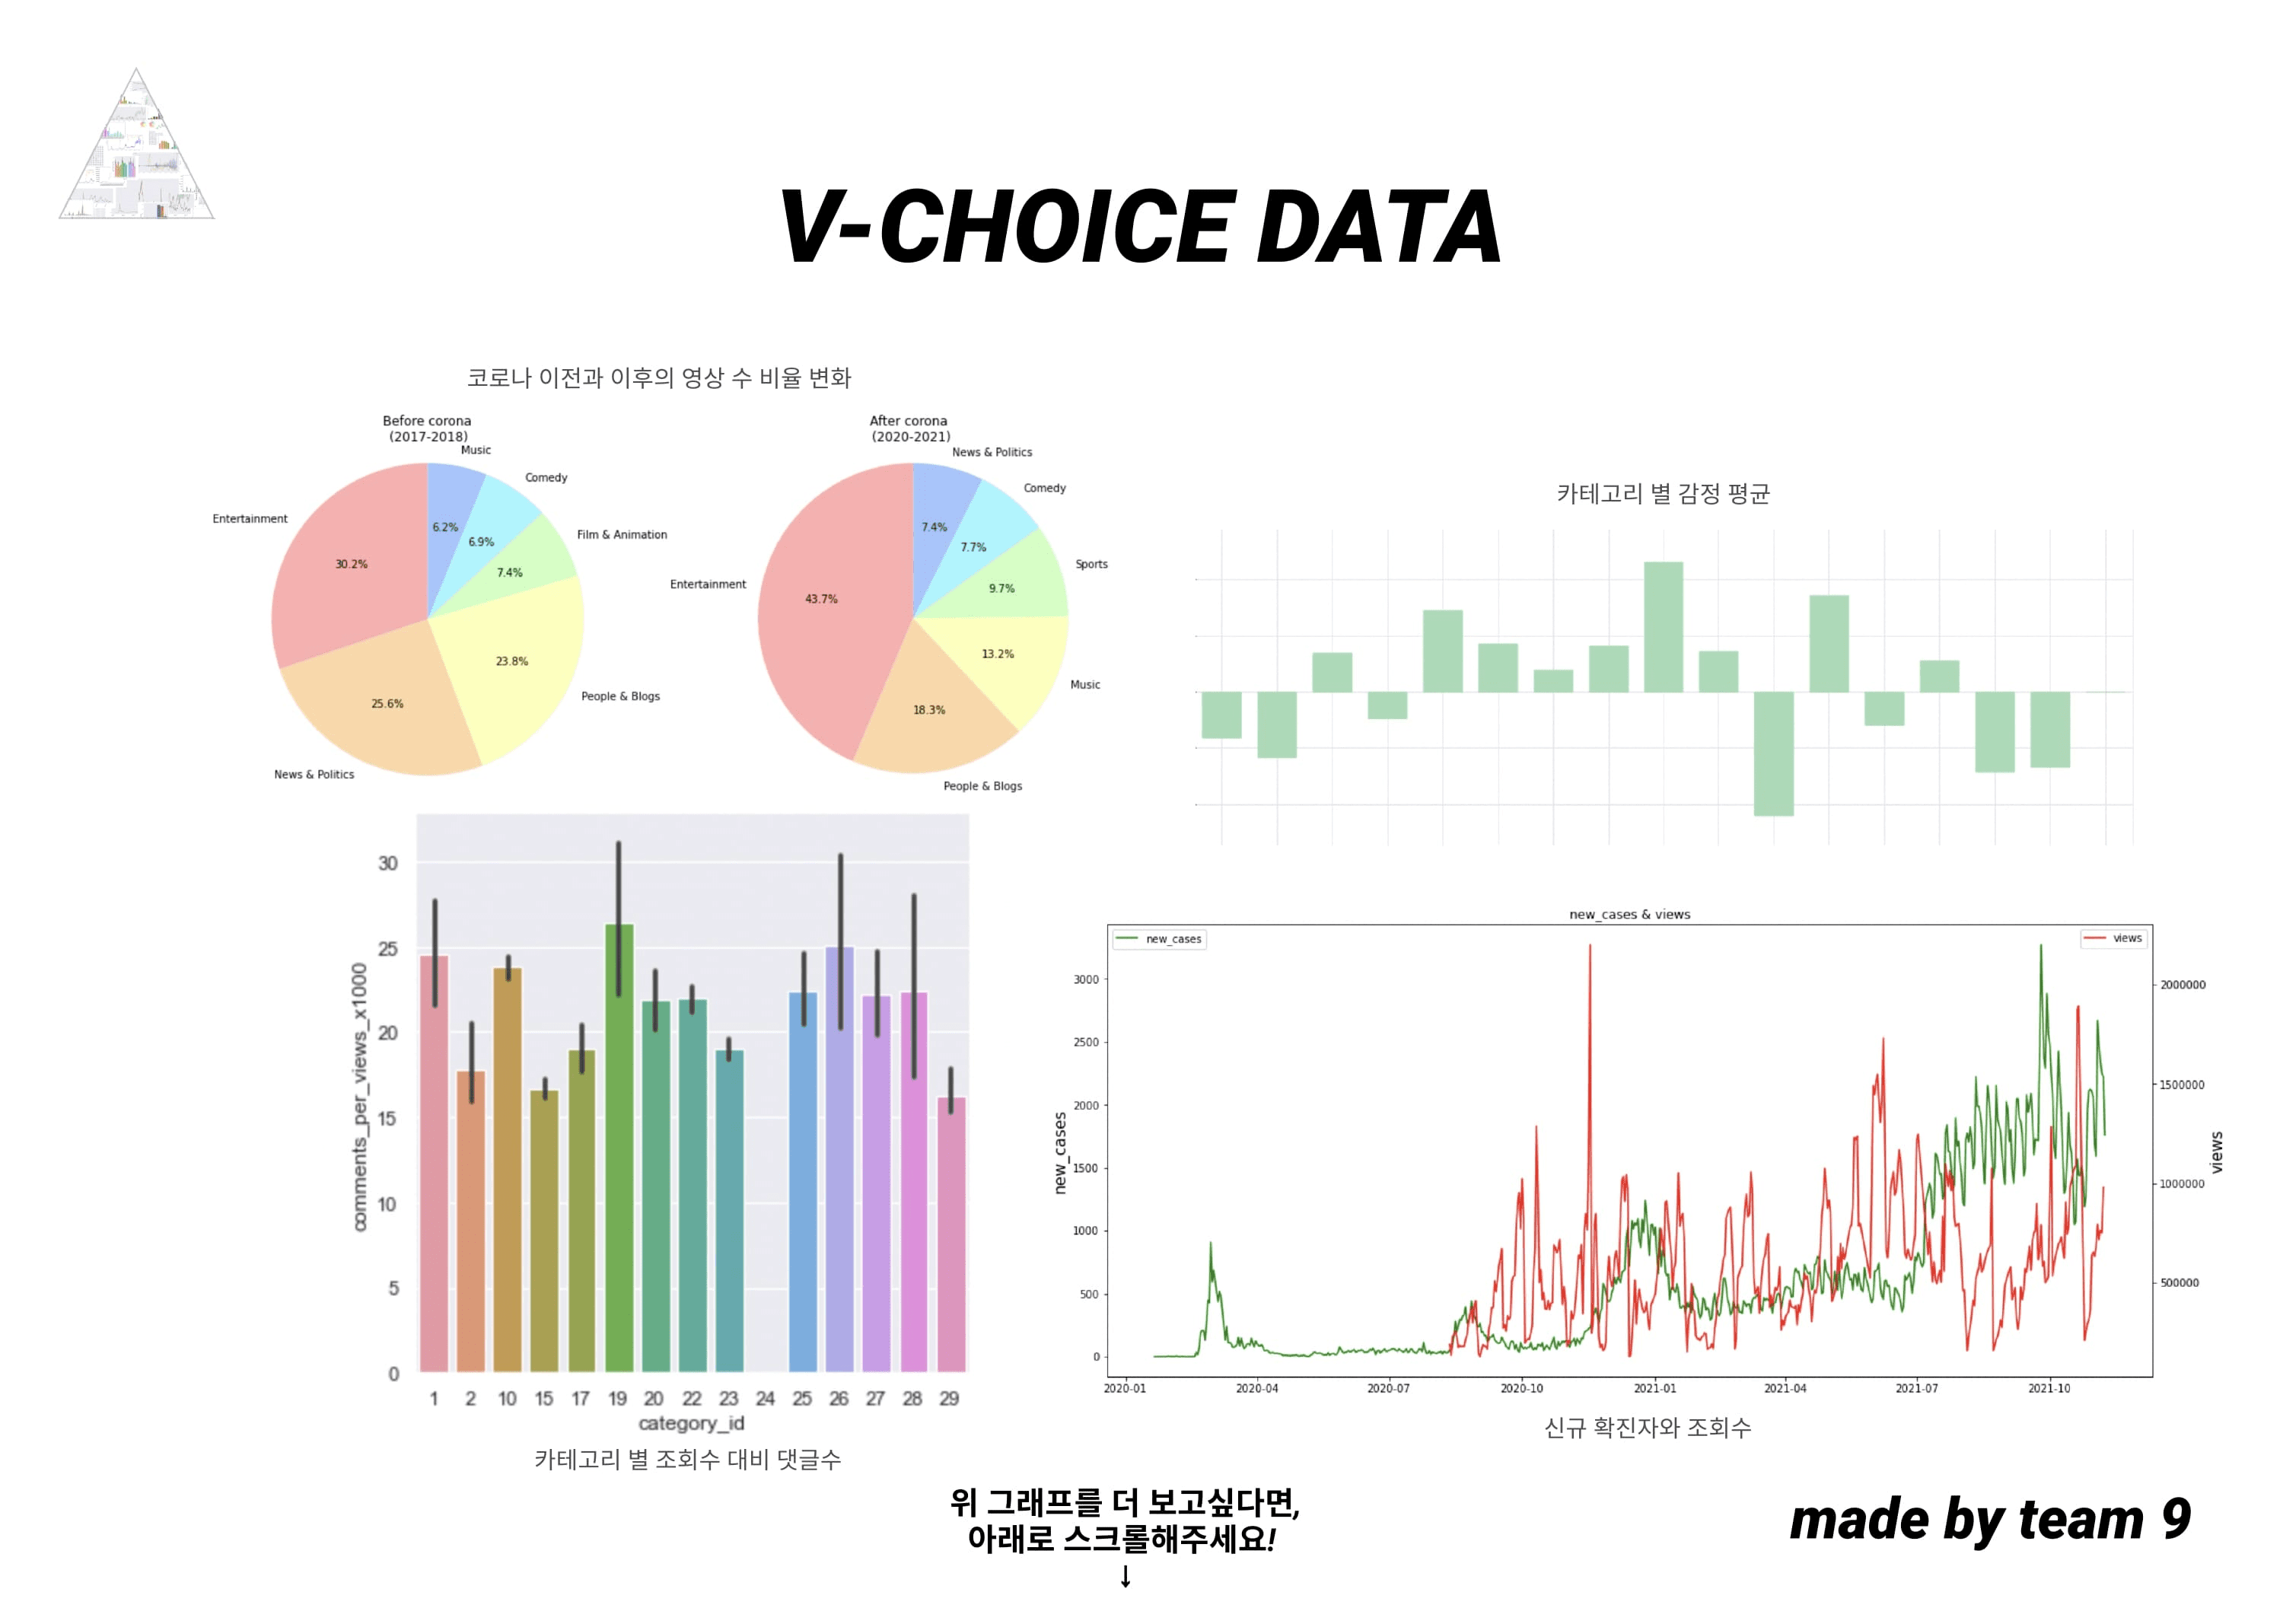 V-CHOICE DATA
코로나 이전과 이후의 영상 수 비율 변화
Before corona
(2017-2018)
Music
Comedy
Film & Animation
People & Blogs
News & Politics
Entertainment
6.2%
6.9%
7.4%
23.8%
25.6%
30.2%
After corona
(2020-2021)
News & Politics
Comedy
Sports
Music
People & Blogs
Entertainment
7.4%
7.7%
9.7%
13.2%
18.3%
43.7%
카테고리 별 감정 평균
comments_per_views_x1000
30
25
20
15
10
5
0
1 2 10 15 17 19 20 22 23 24 25 26 27 28 29
category_id
카테고리 별 조회수 대비 댓글수
new_cases & views
new_cases
views
new_cases
3000
2500
2000
1500
1000
500
0
2000000
1500000
1000000
500000
views
2020-01 2020-04 2020-07 2020-10 2021-01 2021-04 2021-07 2021-10
신규 확진자와 조회수
위 그래프를 더 보고싶다면,
아래로 스크롤해주세요!
↓
made by team 9